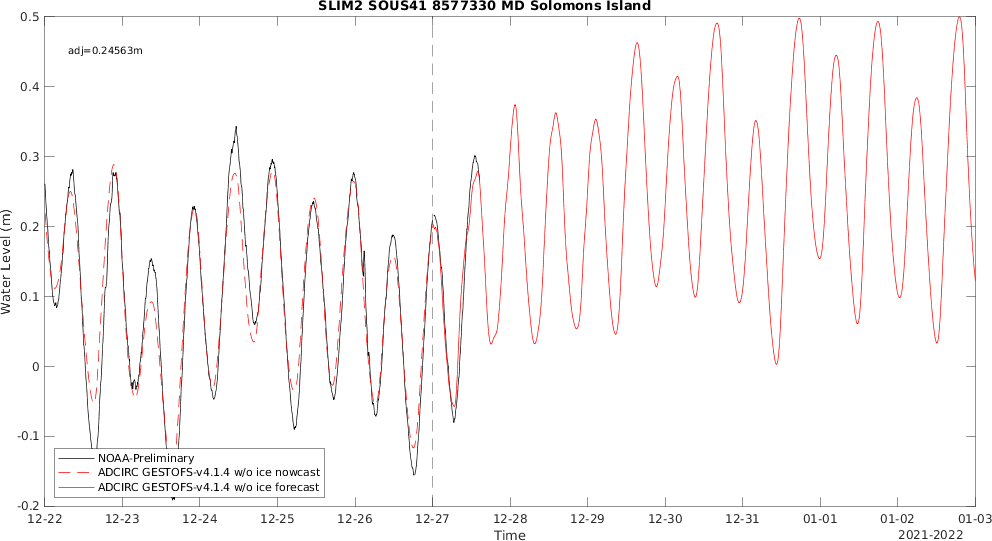 SLIM2 SOUS41 8577330 MD Solomons Island
adj=0.24563m
0.5
0.4
0.3
0.2
0.1
0
-0.1
-0.2
Water Level (m)
NOAA-Preliminary
ADCIRC GESTOFS-v4.1.4 w/o ice nowcast
ADCIRC GESTOFS-v4.1.4 w/o ice forecast
12-22 12-23 12-24 12-25 12-26 12-27 12-28 12-29 12-30 12-31 01-01 01-02 01-03
Time
2021-2022